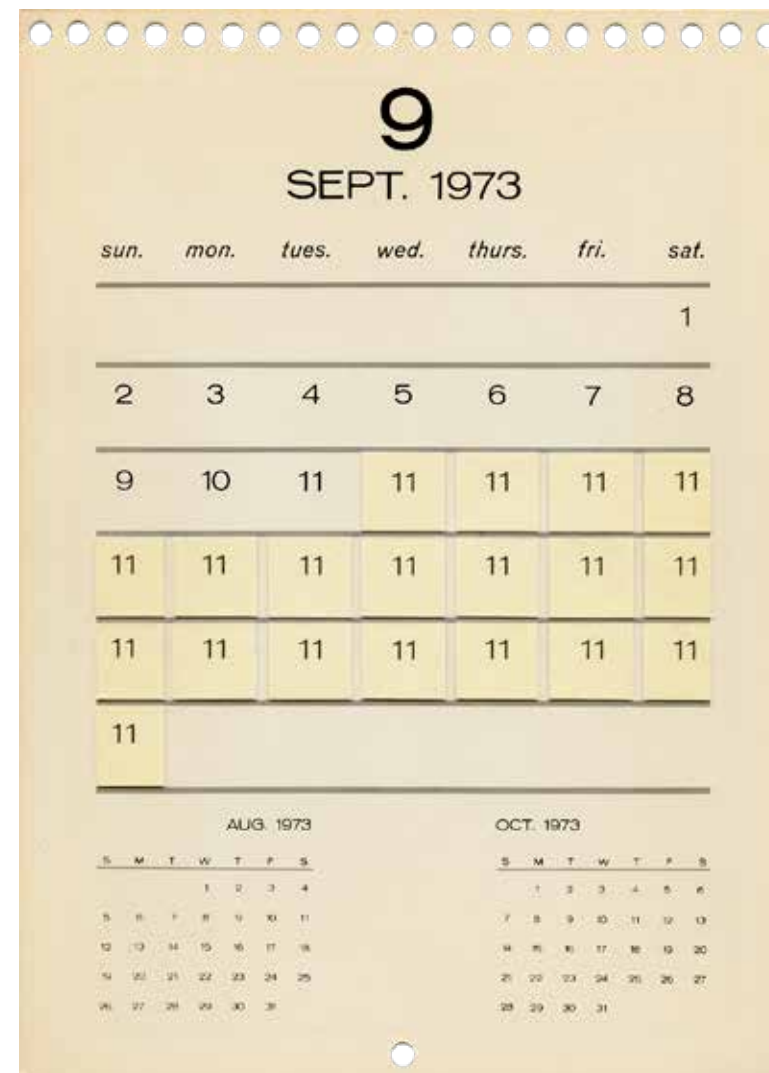 9
SEPT. 1973
sun. mon. tues. wed. thurs. fri. sat.
1
2 3 4 5 6 7 8
9 10 11 11 11 11 11
11 11 11 11 11 11 11
11 11 11 11 11 11 11
11
AUG. 1973
S M T W T F S
1 2 3 4
5 6 7 8 9 10 11
12 13 14 15 16 17 18
19 20 21 22 23 24 25
26 27 28 29 30 31
OCT. 1973
S M T W T F S
1 2 3 4 5 6
7 8 9 10 11 12 13
14 15 16 17 18 19 20
21 22 23 24 25 26 27
28 29 30 31